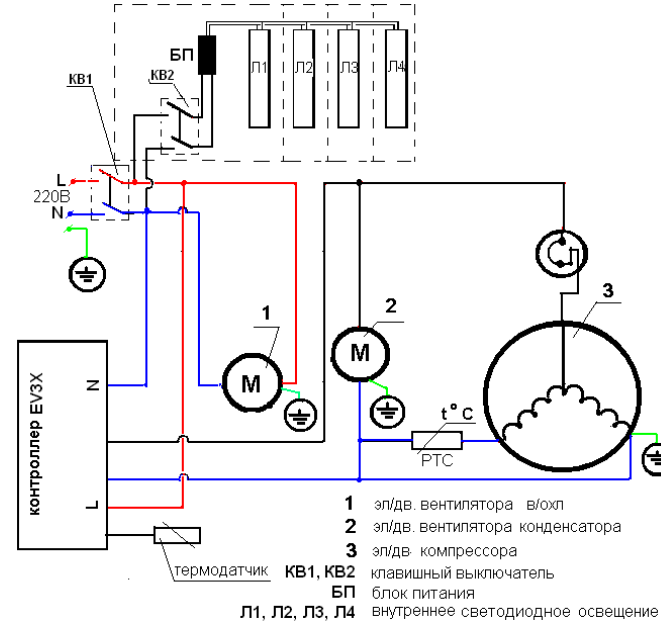 БП
КВ2
КВ1
Л1
Л2
Л3
Л4
L
220В
N
1
2
3
M
M
t°C
РТС
контроллер EV3X
N
L
термодатчик
1 эл/дв. вентилятора в/охл
2 эл/дв. вентилятора конденсатора
3 эл/дв. компрессора
КВ1, КВ2 клавишный выключатель
БП блок питания
Л1, Л2, Л3, Л4 внутреннее светодиодное освещение